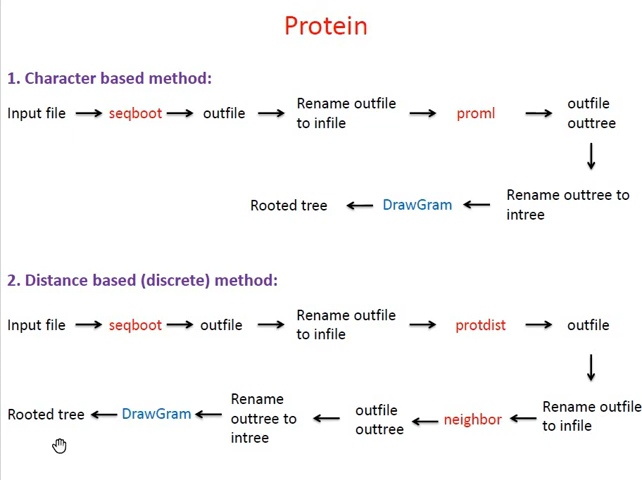 Protein
1. Character based method:
Input file seqboot outfile Rename outfile to infile proml outfile outtree
Rooted tree DrawGram Rename outtree to intree
2. Distance based (discrete) method:
Input file seqboot outfile Rename outfile to infile protdist outfile
Rooted tree DrawGram Rename outtree to intree outfile outtree neighbor Rename outfile to infile